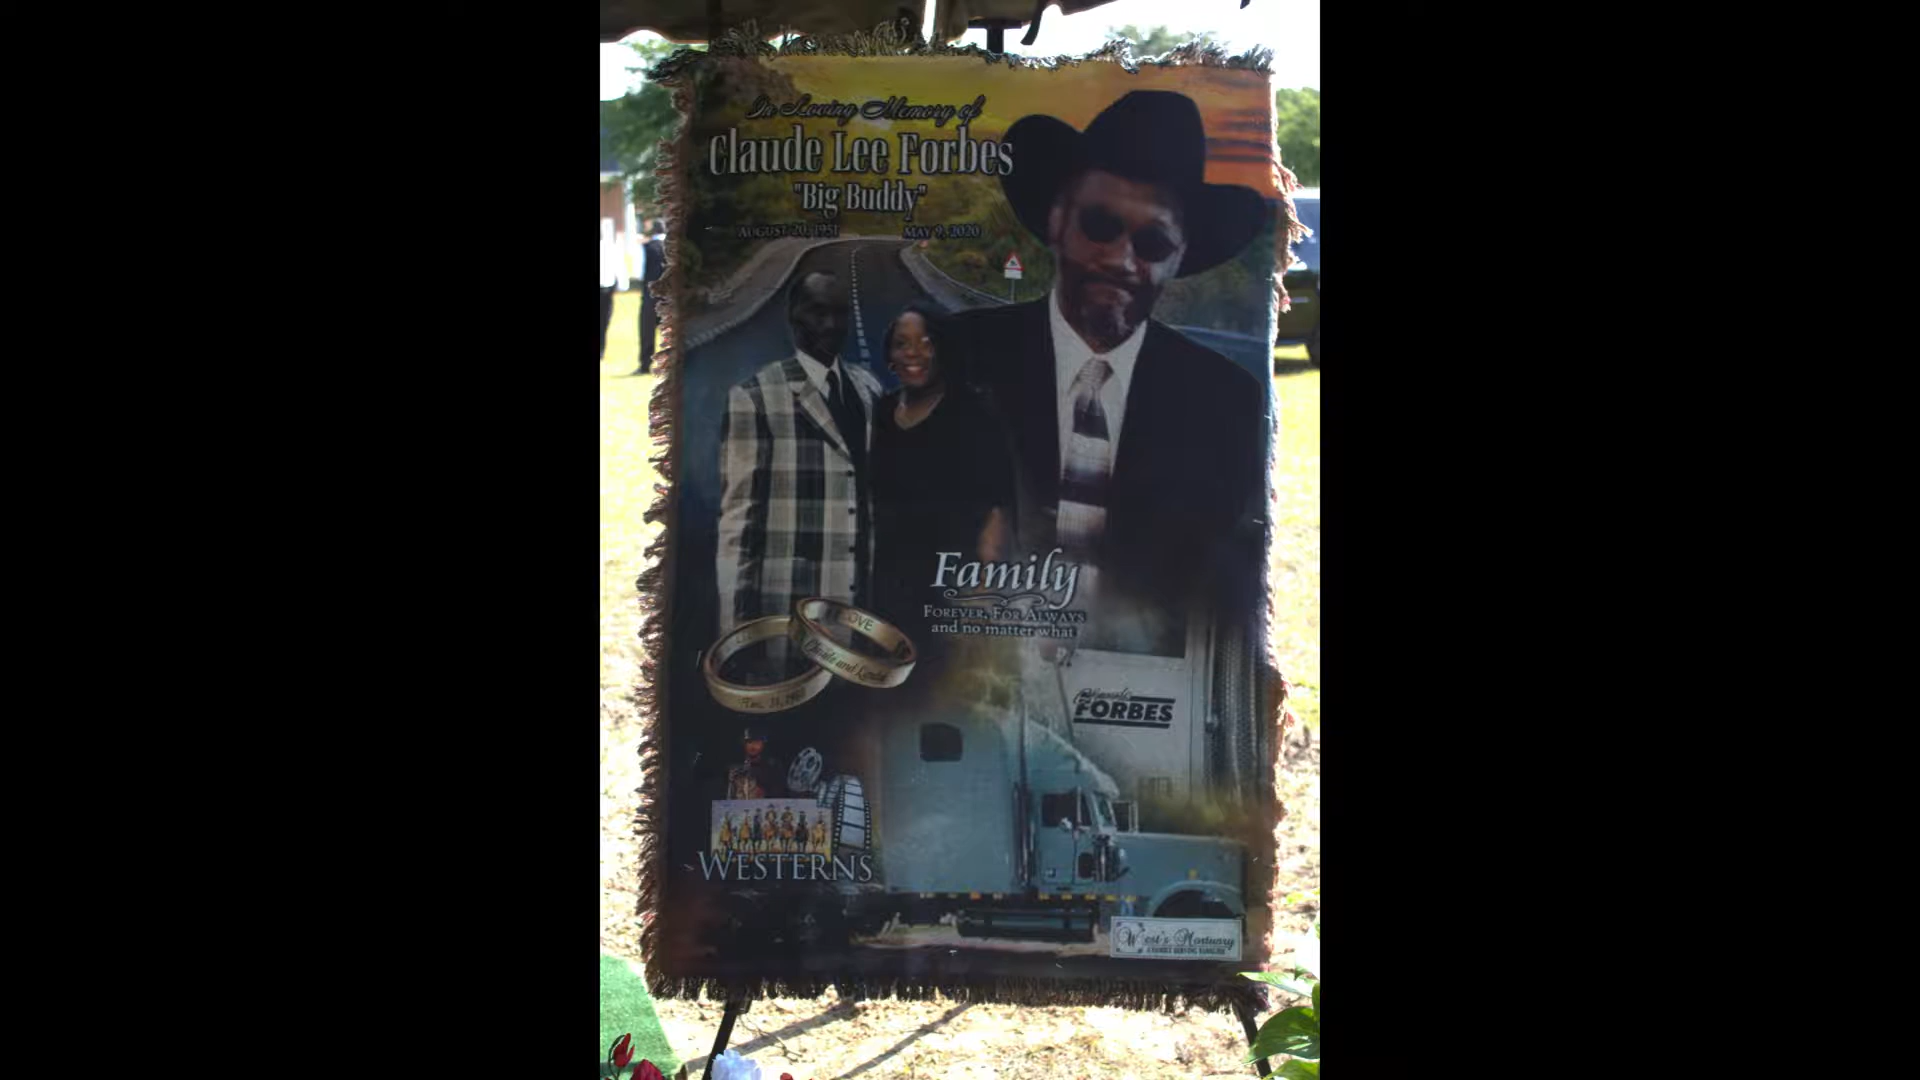 In Loving Memory of
Claude Lee Forbes
"Big Buddy"
August 20, 1951 May 9, 2020
Family
Forever, For Always
and no matter what
LOVE
Claude and
FORBES
WESTERNS
West's Mortuary